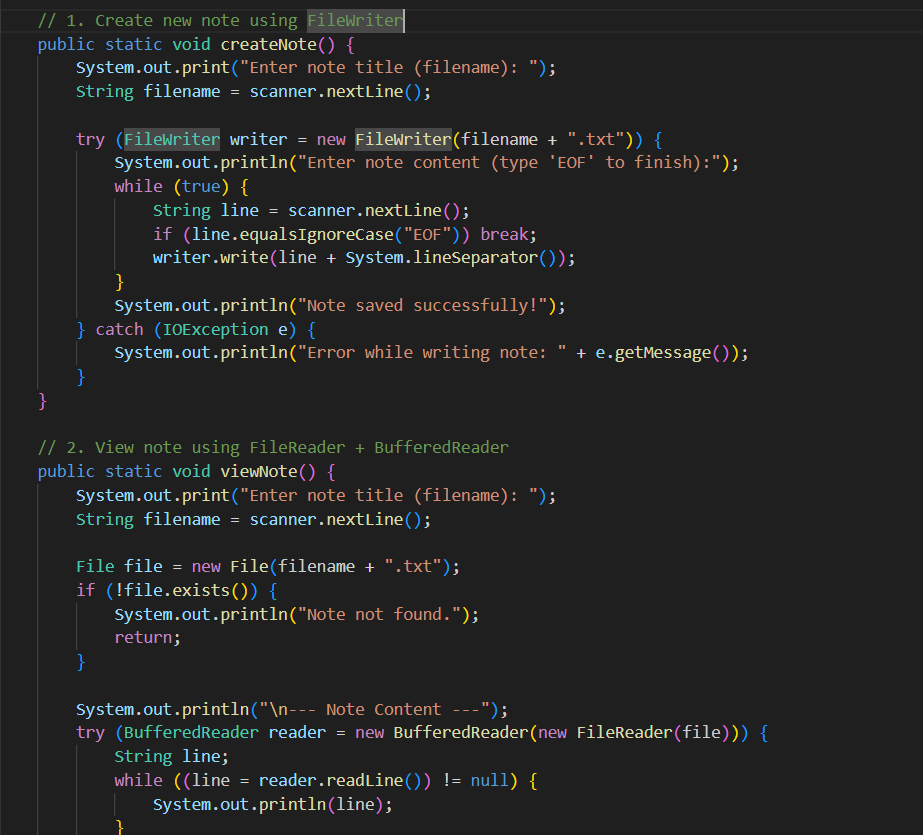 // 1. Create new note using FileWriter
public static void createNote() {
    System.out.print("Enter note title (filename): ");
    String filename = scanner.nextLine();

    try (FileWriter writer = new FileWriter(filename + ".txt")) {
        System.out.println("Enter note content (type 'EOF' to finish):");
        while (true) {
            String line = scanner.nextLine();
            if (line.equalsIgnoreCase("EOF")) break;
            writer.write(line + System.lineSeparator());
        }
        System.out.println("Note saved successfully!");
    } catch (IOException e) {
        System.out.println("Error while writing note: " + e.getMessage());
    }
}

// 2. View note using FileReader + BufferedReader
public static void viewNote() {
    System.out.print("Enter note title (filename): ");
    String filename = scanner.nextLine();

    File file = new File(filename + ".txt");
    if (!file.exists()) {
        System.out.println("Note not found.");
        return;
    }

    System.out.println("\n--- Note Content ---");
    try (BufferedReader reader = new BufferedReader(new FileReader(file))) {
        String line;
        while ((line = reader.readLine()) != null) {
            System.out.println(line);
        }